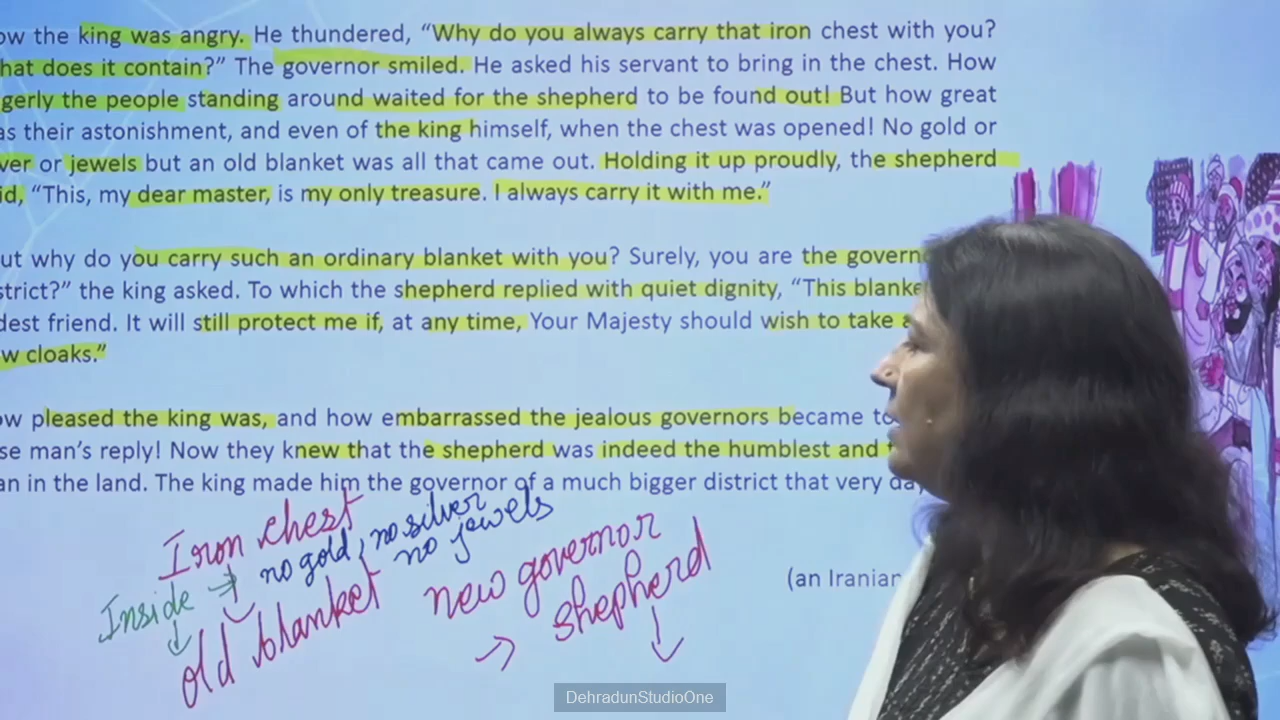 ow the king was angry. He thundered, “Why do you always carry that iron chest with you?
hat does it contain?” The governor smiled. He asked his servant to bring in the chest. How
gerly the people standing around waited for the shepherd to be found out! But how great
as their astonishment, and even of the king himself, when the chest was opened! No gold or
ver or jewels but an old blanket was all that came out. Holding it up proudly, the shepherd
id, “This, my dear master, is my only treasure. I always carry it with me.”
ut why do you carry such an ordinary blanket with you? Surely, you are the govern
strict?” the king asked. To which the shepherd replied with quiet dignity, “This blanke
dest friend. It will still protect me if, at any time, Your Majesty should wish to take a
w cloaks.”
ow pleased the king was, and how embarrassed the jealous governors became to
se man’s reply! Now they knew that the shepherd was indeed the humblest and
an in the land. The king made him the governor of a much bigger district that very day
(an Iranian
Iron chest
Inside → no gold, no silver
no jewels
old blanket
new governor
→ shepherd
DehradunStudioOne